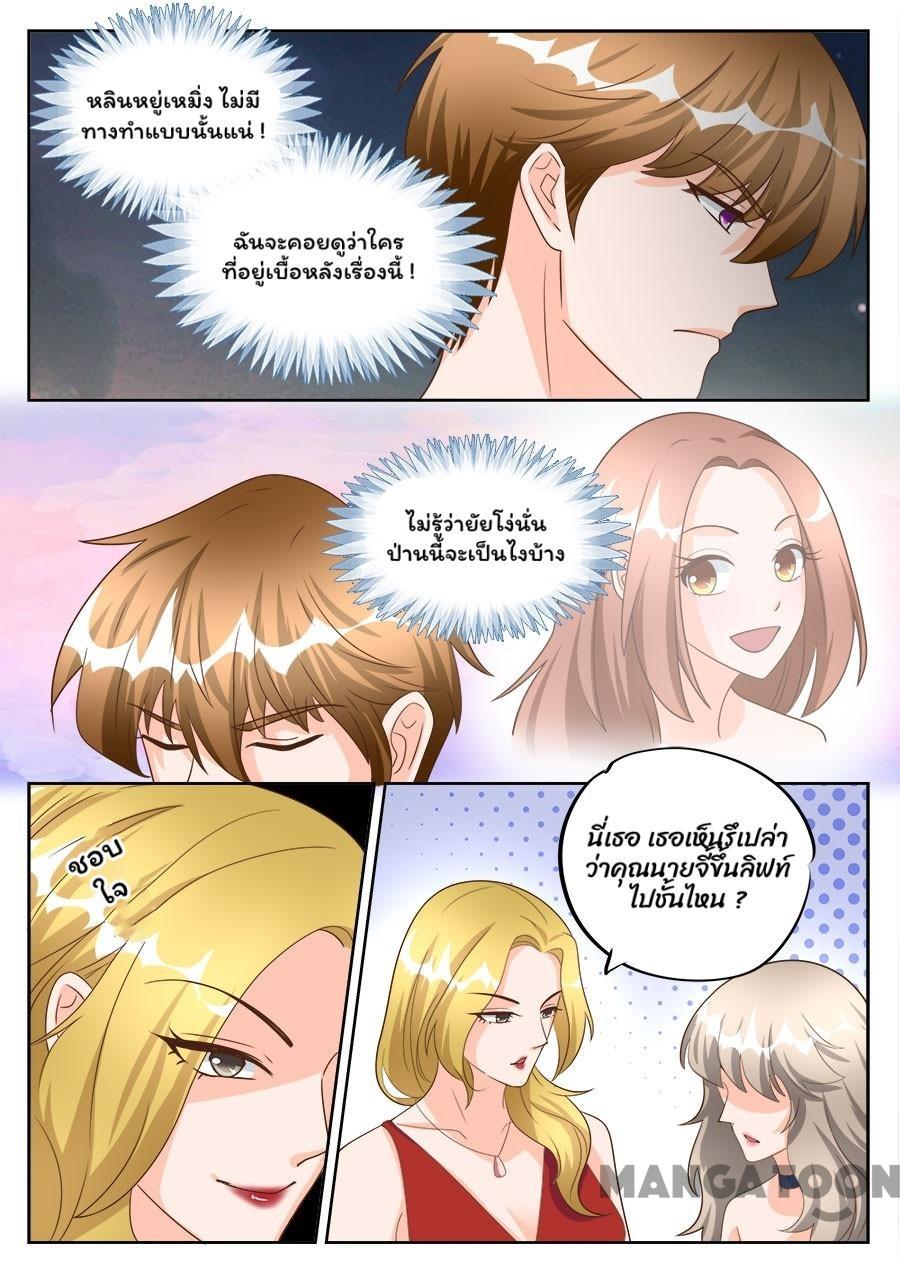 หลินหยู่เหมิ่ง ไม่มี
ทางทำแบบนั้นแน่ !
ฉันจะคอยดูว่าใคร
ที่อยู่เบื้อหลังเรื่องนี้ !
ไม่รู้ว่ายัยโง่นั่น
ป่านนี้จะเป็นไงบ้าง
ชอบ
ใจ
นี่เธอ เธอเห็นรึเปล่า
ว่าคุณนายจี้ขึ้นลิฟท์
ไปชั้นไหน ?
MANGATOON